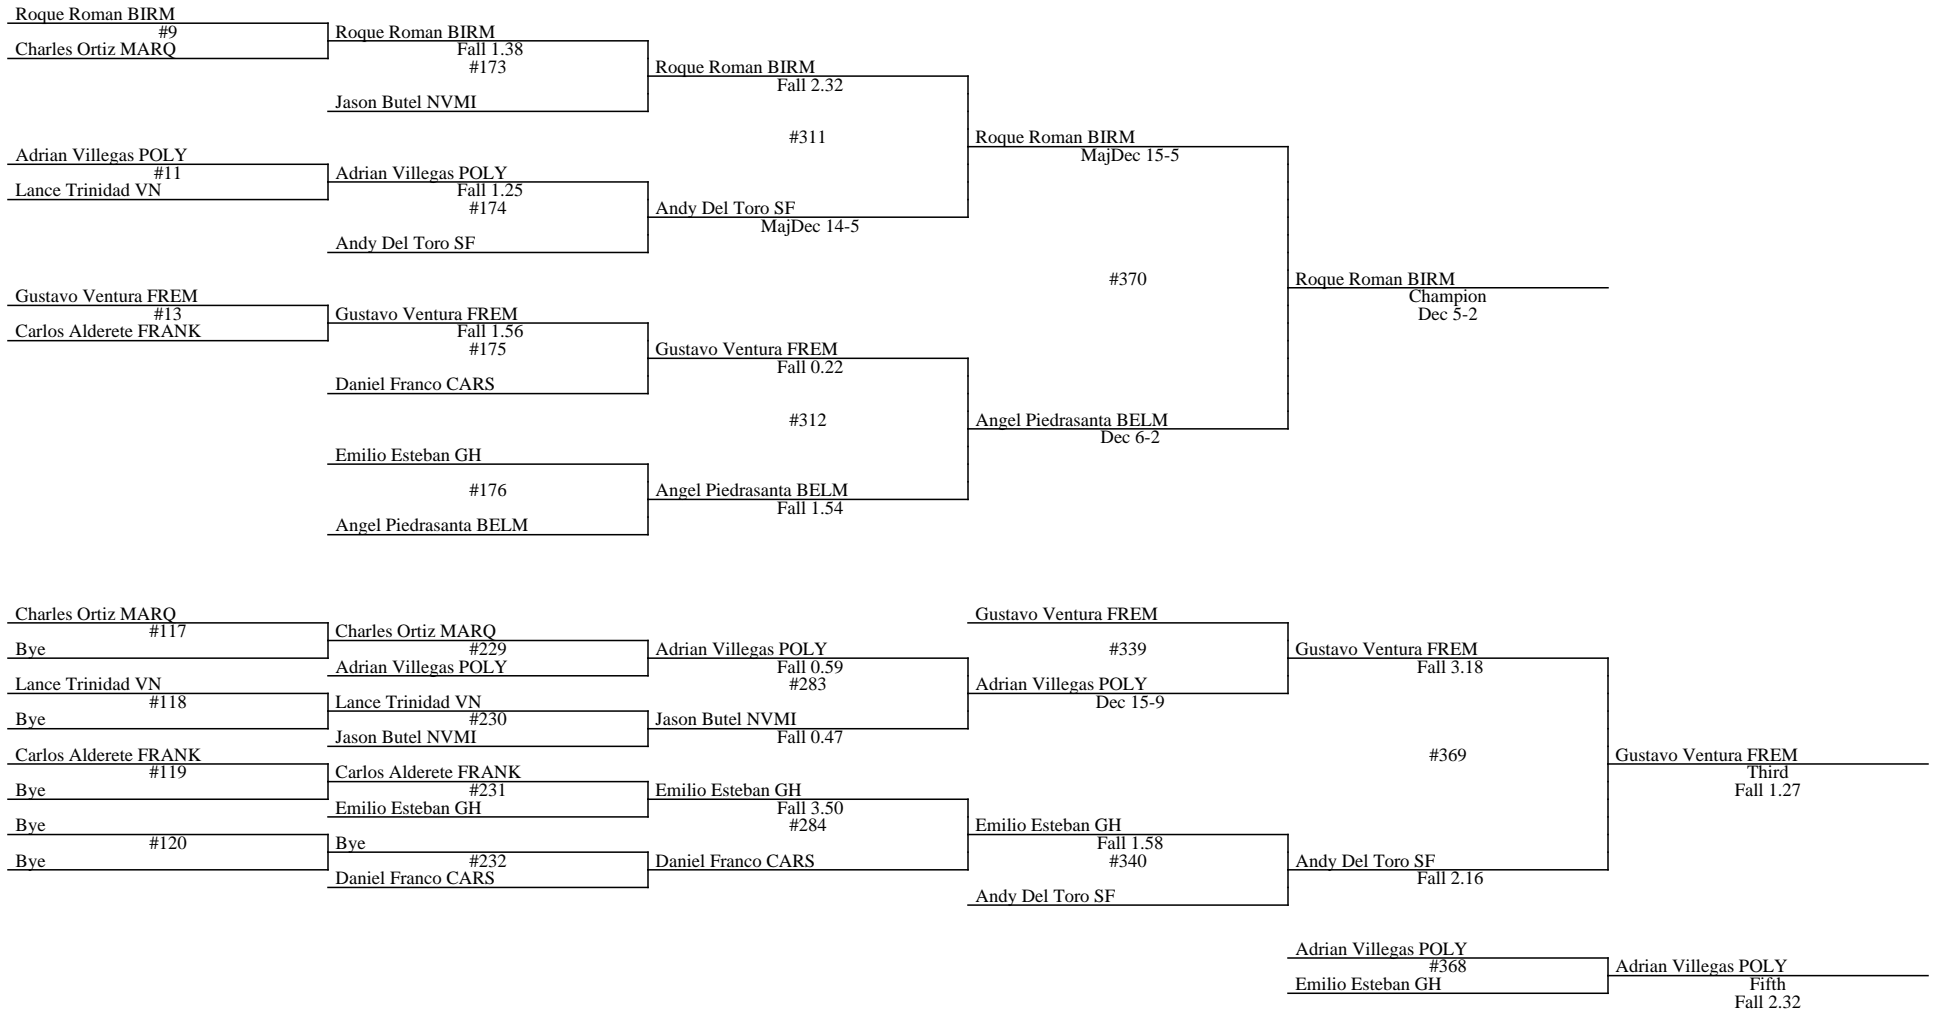 Roque Roman BIRM
#9
Charles Ortiz MARQ
Roque Roman BIRM
Fall 1.38
#173
Jason Butel NVMI
Roque Roman BIRM
Fall 2.32
Adrian Villegas POLY
#11
Lance Trinidad VN
Adrian Villegas POLY
Fall 1.25
#174
Andy Del Toro SF
Andy Del Toro SF
MajDec 14-5
#311
Roque Roman BIRM
MajDec 15-5
Gustavo Ventura FREM
#13
Carlos Alderete FRANK
Gustavo Ventura FREM
Fall 1.56
#175
Daniel Franco CARS
Gustavo Ventura FREM
Fall 0.22
#312
Emilio Esteban GH
#176
Angel Piedrasanta BELM
Angel Piedrasanta BELM
Fall 1.54
Angel Piedrasanta BELM
Dec 6-2
#370
Roque Roman BIRM
Champion
Dec 5-2
Charles Ortiz MARQ
#117
Bye
Lance Trinidad VN
#118
Bye
Carlos Alderete FRANK
#119
Bye
Bye
#120
Bye
Charles Ortiz MARQ
#229
Adrian Villegas POLY
Lance Trinidad VN
#230
Jason Butel NVMI
Carlos Alderete FRANK
#231
Emilio Esteban GH
Bye
#232
Daniel Franco CARS
Adrian Villegas POLY
Fall 0.59
#283
Jason Butel NVMI
Fall 0.47
Emilio Esteban GH
Fall 3.50
#284
Daniel Franco CARS
Gustavo Ventura FREM
#339
Adrian Villegas POLY
Dec 15-9
Emilio Esteban GH
Fall 1.58
#340
Andy Del Toro SF
Gustavo Ventura FREM
Fall 3.18
#369
Andy Del Toro SF
Fall 2.16
Gustavo Ventura FREM
Third
Fall 1.27
Adrian Villegas POLY
#368
Emilio Esteban GH
Adrian Villegas POLY
Fifth
Fall 2.32